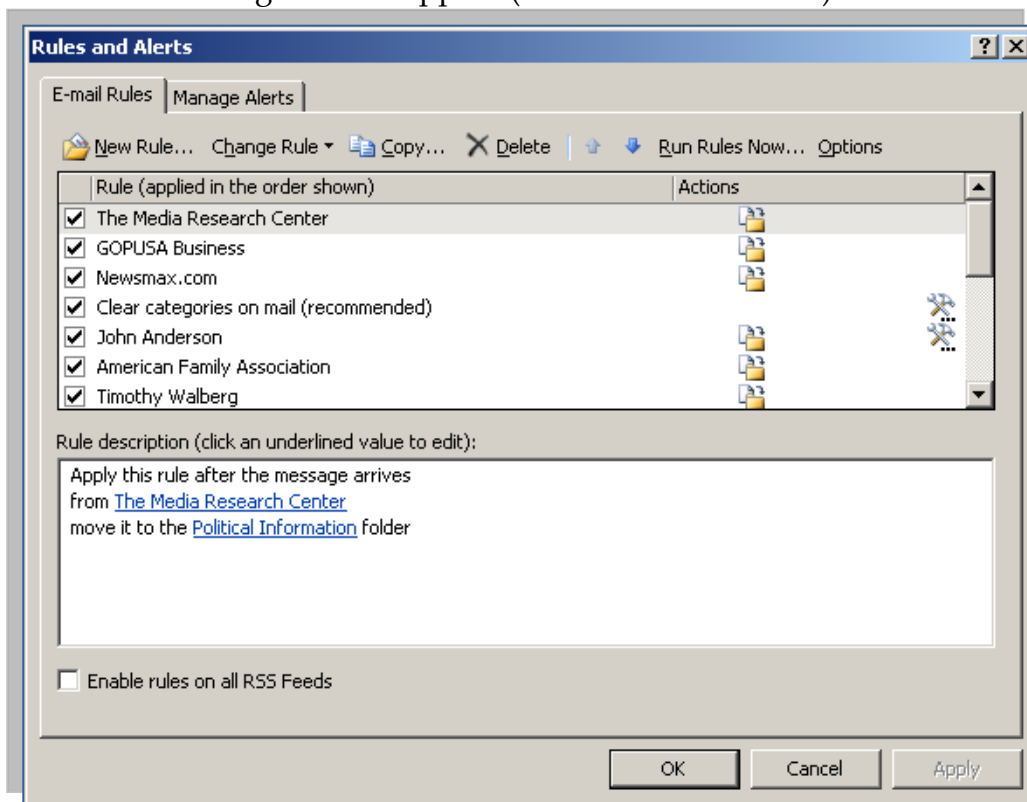 Rules and Alerts
E-mail Rules Manage Alerts
New Rule... Change Rule Copy... Delete Run Rules Now... Options
Rule (applied in the order shown) Actions
The Media Research Center
GOPUSA Business
Newsmax.com
Clear categories on mail (recommended)
John Anderson
American Family Association
Timothy Walberg
Rule description (click an underlined value to edit):
Apply this rule after the message arrives
from The Media Research Center
move it to the Political Information folder
Enable rules on all RSS Feeds
OK Cancel Apply